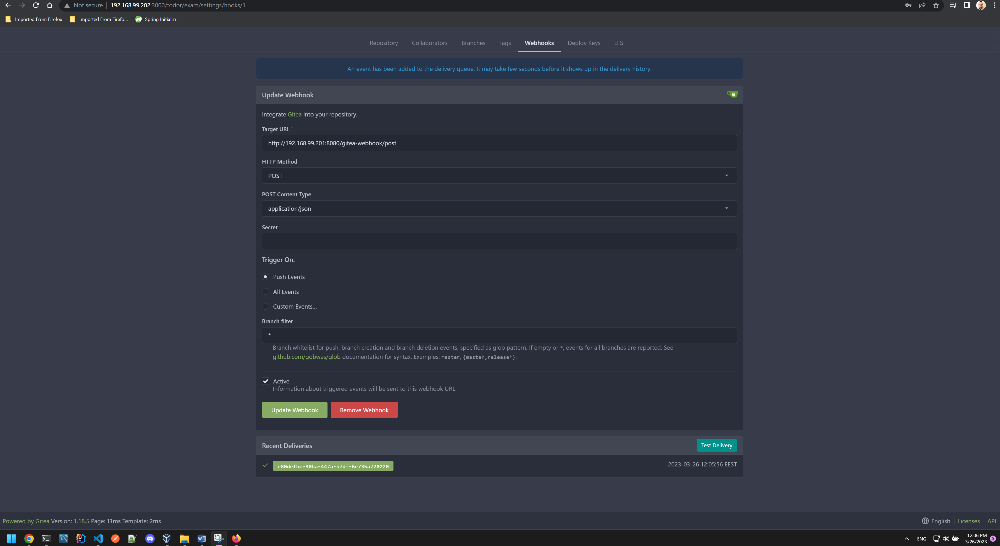 Not secure | 192.168.99.202:3000/todor/exam/settings/hooks/1
Imported From Firefox Imported From Firefo... Spring Initializr
Repository Collaborators Branches Tags Webhooks Deploy Keys LFS
An event has been added to the delivery queue. It may take few seconds before it shows up in the delivery history.
Update Webhook
Integrate Gitea into your repository.
Target URL *
http://192.168.99.201:8080/gitea-webhook/post
HTTP Method
POST
POST Content Type
application/json
Secret
Trigger On:
Push Events
All Events
Custom Events...
Branch filter
*
Branch whitelist for push, branch creation and branch deletion events, specified as glob pattern. If empty or *, events for all branches are reported. See
github.com/gobwas/glob documentation for syntax. Examples: master, {master,release*}.
Active
Information about triggered events will be sent to this webhook URL.
Update Webhook Remove Webhook
Recent Deliveries Test Delivery
e80defbc-30ba-447a-b7df-6e735a720220 2023-03-26 12:05:56 EEST
Powered by Gitea Version: 1.18.5 Page: 13ms Template: 2ms English Licenses API
ENG 12:06 PM 5
3/26/2023